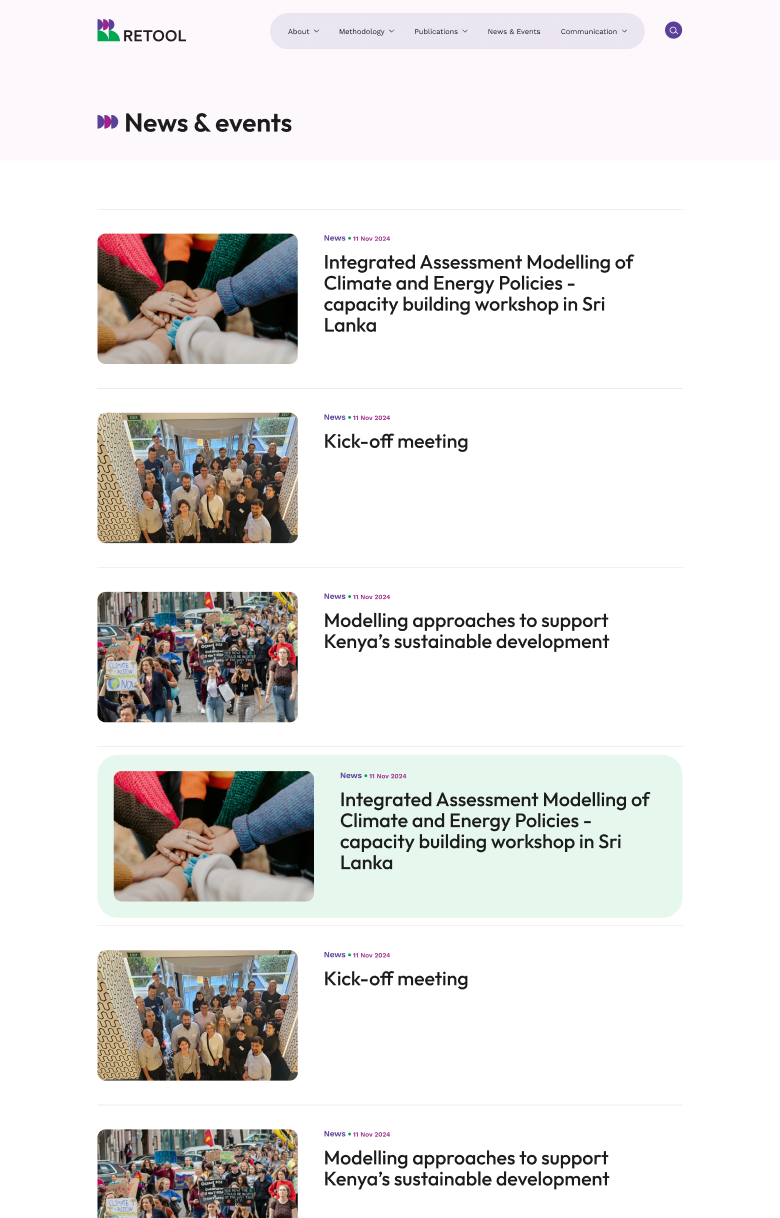 RETOOL
About
Methodology
Publications
News & Events
Communication
News & events
News • 11 Nov 2024
Integrated Assessment Modelling of
Climate and Energy Policies -
capacity building workshop in Sri
Lanka
News • 11 Nov 2024
Kick-off meeting
News • 11 Nov 2024
Modelling approaches to support
Kenya’s sustainable development
News • 11 Nov 2024
Integrated Assessment Modelling of
Climate and Energy Policies -
capacity building workshop in Sri
Lanka
News • 11 Nov 2024
Kick-off meeting
News • 11 Nov 2024
Modelling approaches to support
Kenya’s sustainable development